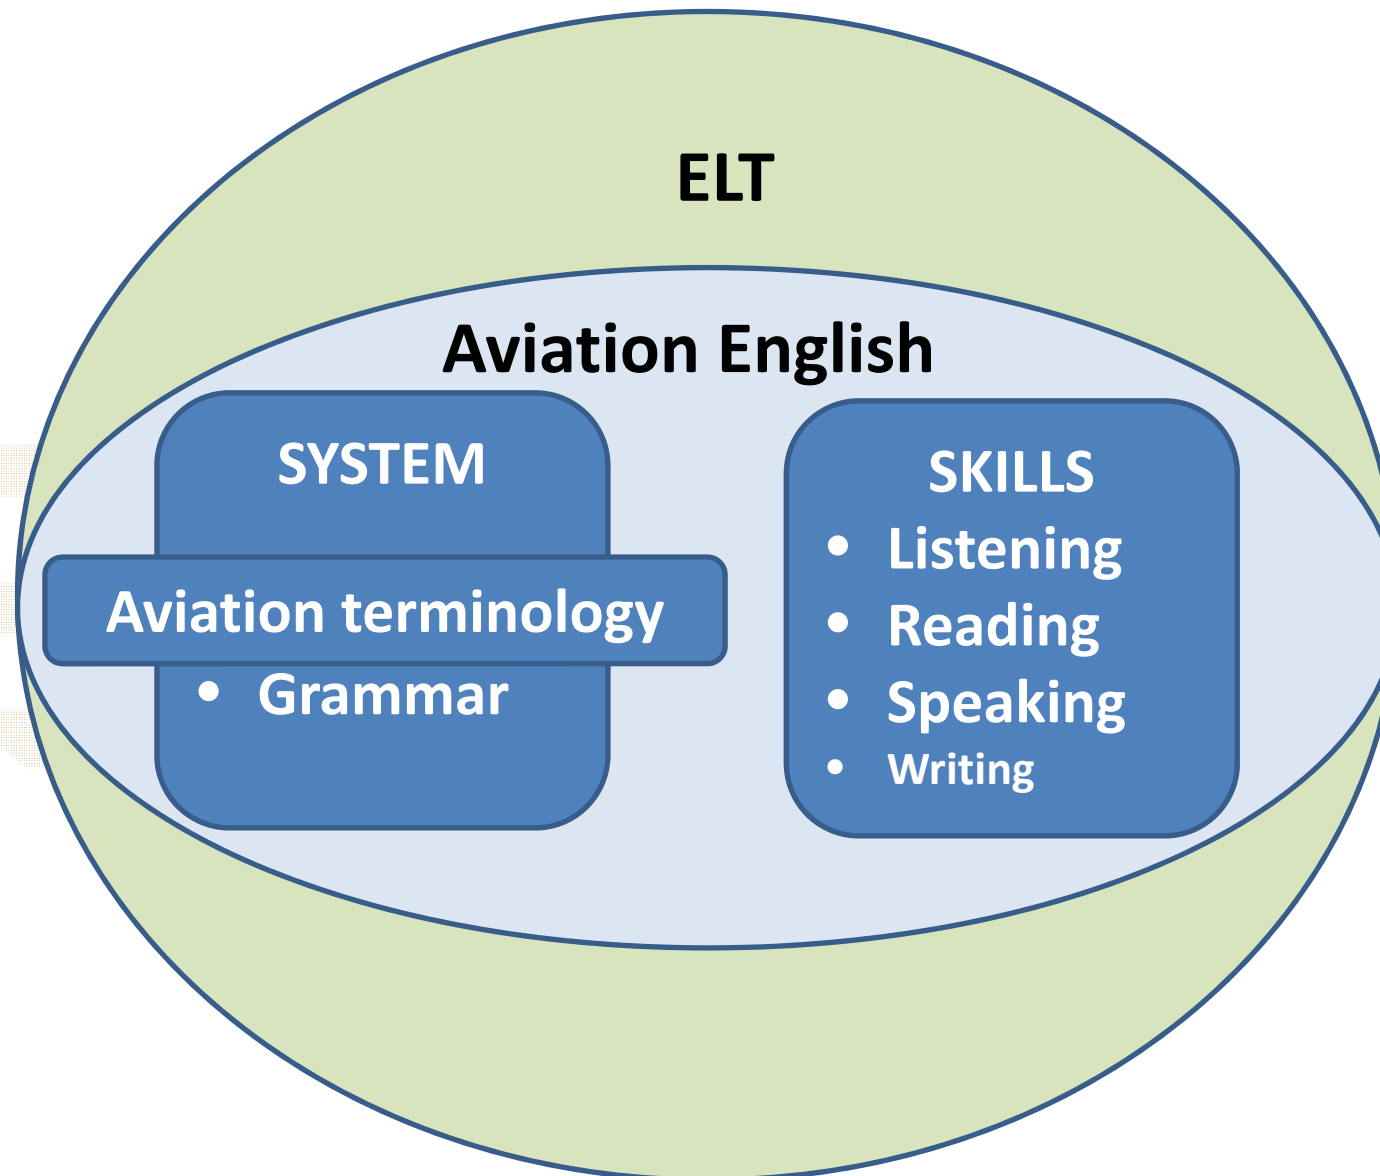 ELT
Aviation English
SYSTEM
Aviation terminology
• Grammar
SKILLS
• Listening
• Reading
• Speaking
• Writing